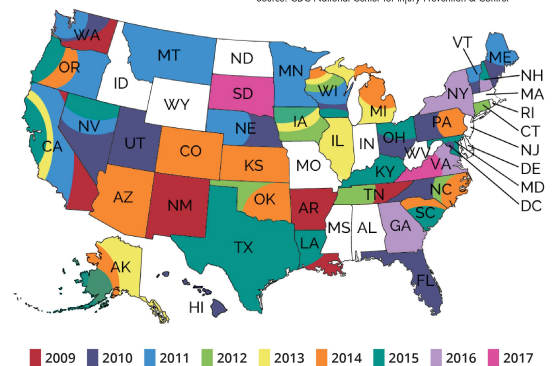 Source: CDC National Center for Injury Prevention & Control
WA
MT
ND
MN
VT
ME
OR
ID
SD
WI
NY
NH
WY
MI
MA
RI
CT
NV
NE
IA
PA
NJ
CA
UT
CO
IL
IN
OH
DE
KS
MO
WV
VA
MD
KY
DC
AZ
NM
OK
AR
TN
NC
SC
TX
LA
MS
AL
GA
AK
HI
FL
2009 2010 2011 2012 2013 2014 2015 2016 2017